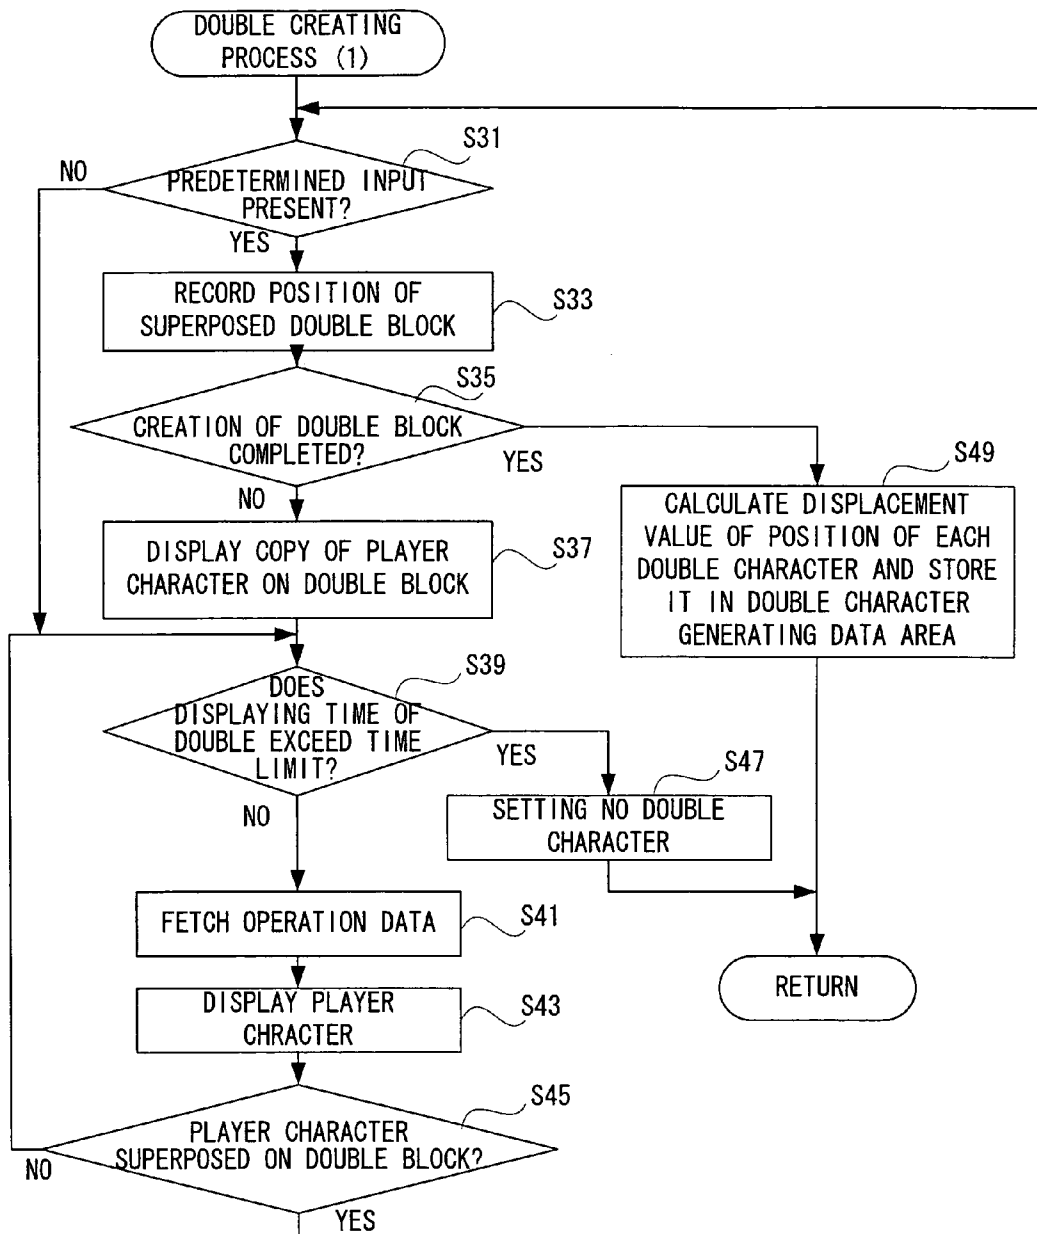 DOUBLE CREATING
PROCESS (1)
S31
NO
PREDETERMINED INPUT
PRESENT?
YES
RECORD POSITION OF
SUPERPOSED DOUBLE BLOCK
S33
S35
CREATION OF DOUBLE BLOCK
COMPLETED?
YES
NO
S49
CALCULATE DISPLACEMENT
VALUE OF POSITION OF EACH
DOUBLE CHARACTER AND STORE
IT IN DOUBLE CHARACTER
GENERATING DATA AREA
DISPLAY COPY OF PLAYER
CHARACTER ON DOUBLE BLOCK
S37
S39
DOES
DISPLAYING TIME OF
DOUBLE EXCEED TIME
LIMIT?
YES
NO
S47
SETTING NO DOUBLE
CHARACTER
FETCH OPERATION DATA
S41
RETURN
DISPLAY PLAYER
CHRACTER
S43
S45
PLAYER CHARACTER
SUPERPOSED ON DOUBLE BLOCK?
NO
YES